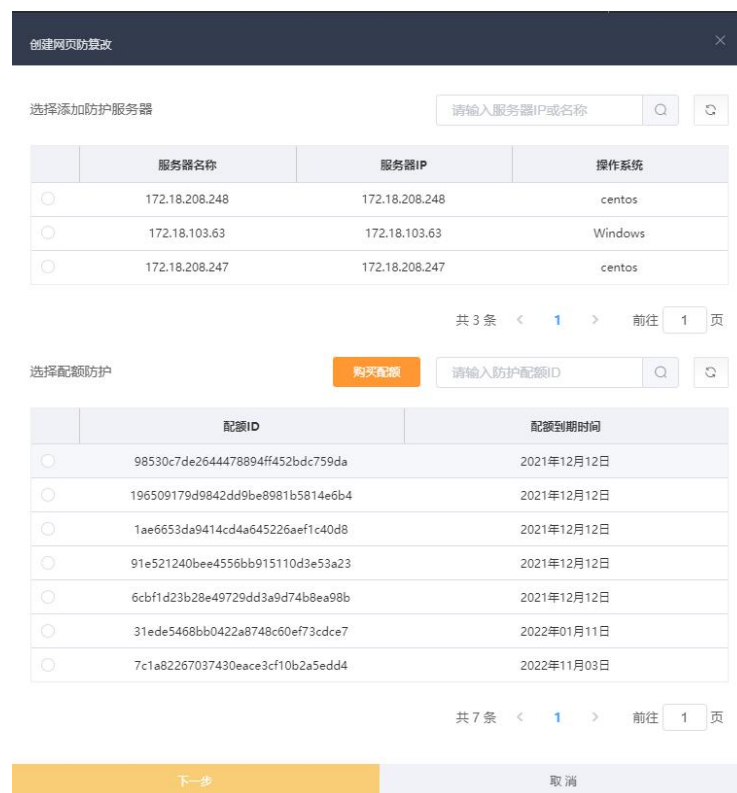 创建网页防篡改
选择添加防护服务器 请输入服务器IP或名称
服务器名称 服务器IP 操作系统
172.18.208.248 172.18.208.248 centos
172.18.103.63 172.18.103.63 Windows
172.18.208.247 172.18.208.247 centos
共 3 条 < 1 > 前往 1 页
选择配额防护 购买配额 请输入防护配额ID
配额ID 配额到期时间
98530c7de2644478894ff452bdc759da 2021年12月12日
196509179d9842dd9be8981b5814e6b4 2021年12月12日
1ae6653da9414cd4a645226aef1c40d8 2021年12月12日
91e521240bee4556bb915110d3e53a23 2021年12月12日
6cbf1d23b28e49729dd3a9d74b8ea98b 2021年12月12日
31ede5468bb0422a8748c60ef73cdce7 2022年01月11日
7c1a82267037430eace3cf10b2a5edd4 2022年11月03日
共 7 条 < 1 > 前往 1 页
下一步 取 消